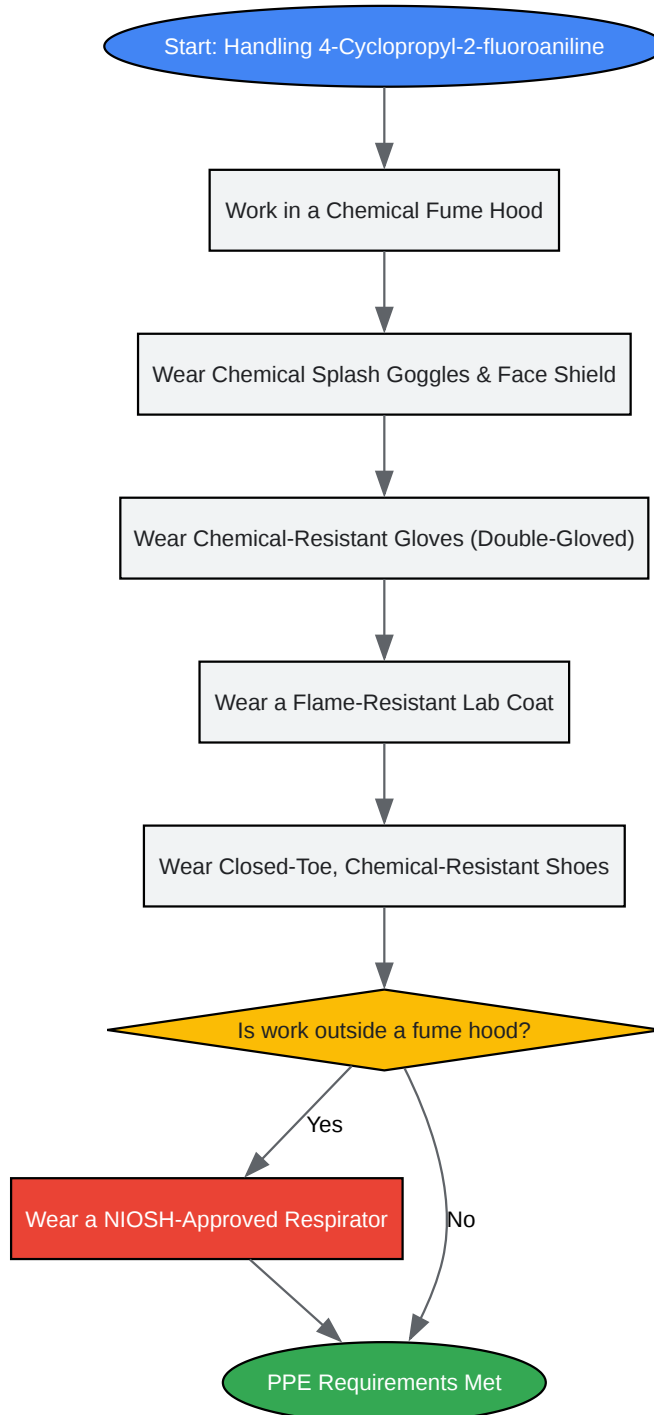 Start: Handling 4-Cyclopropyl-2-fluoroaniline
Work in a Chemical Fume Hood
Wear Chemical Splash Goggles & Face Shield
Wear Chemical-Resistant Gloves (Double-Gloved)
Wear a Flame-Resistant Lab Coat
Wear Closed-Toe, Chemical-Resistant Shoes
Is work outside a fume hood?
Yes
Wear a NIOSH-Approved Respirator
No
PPE Requirements Met